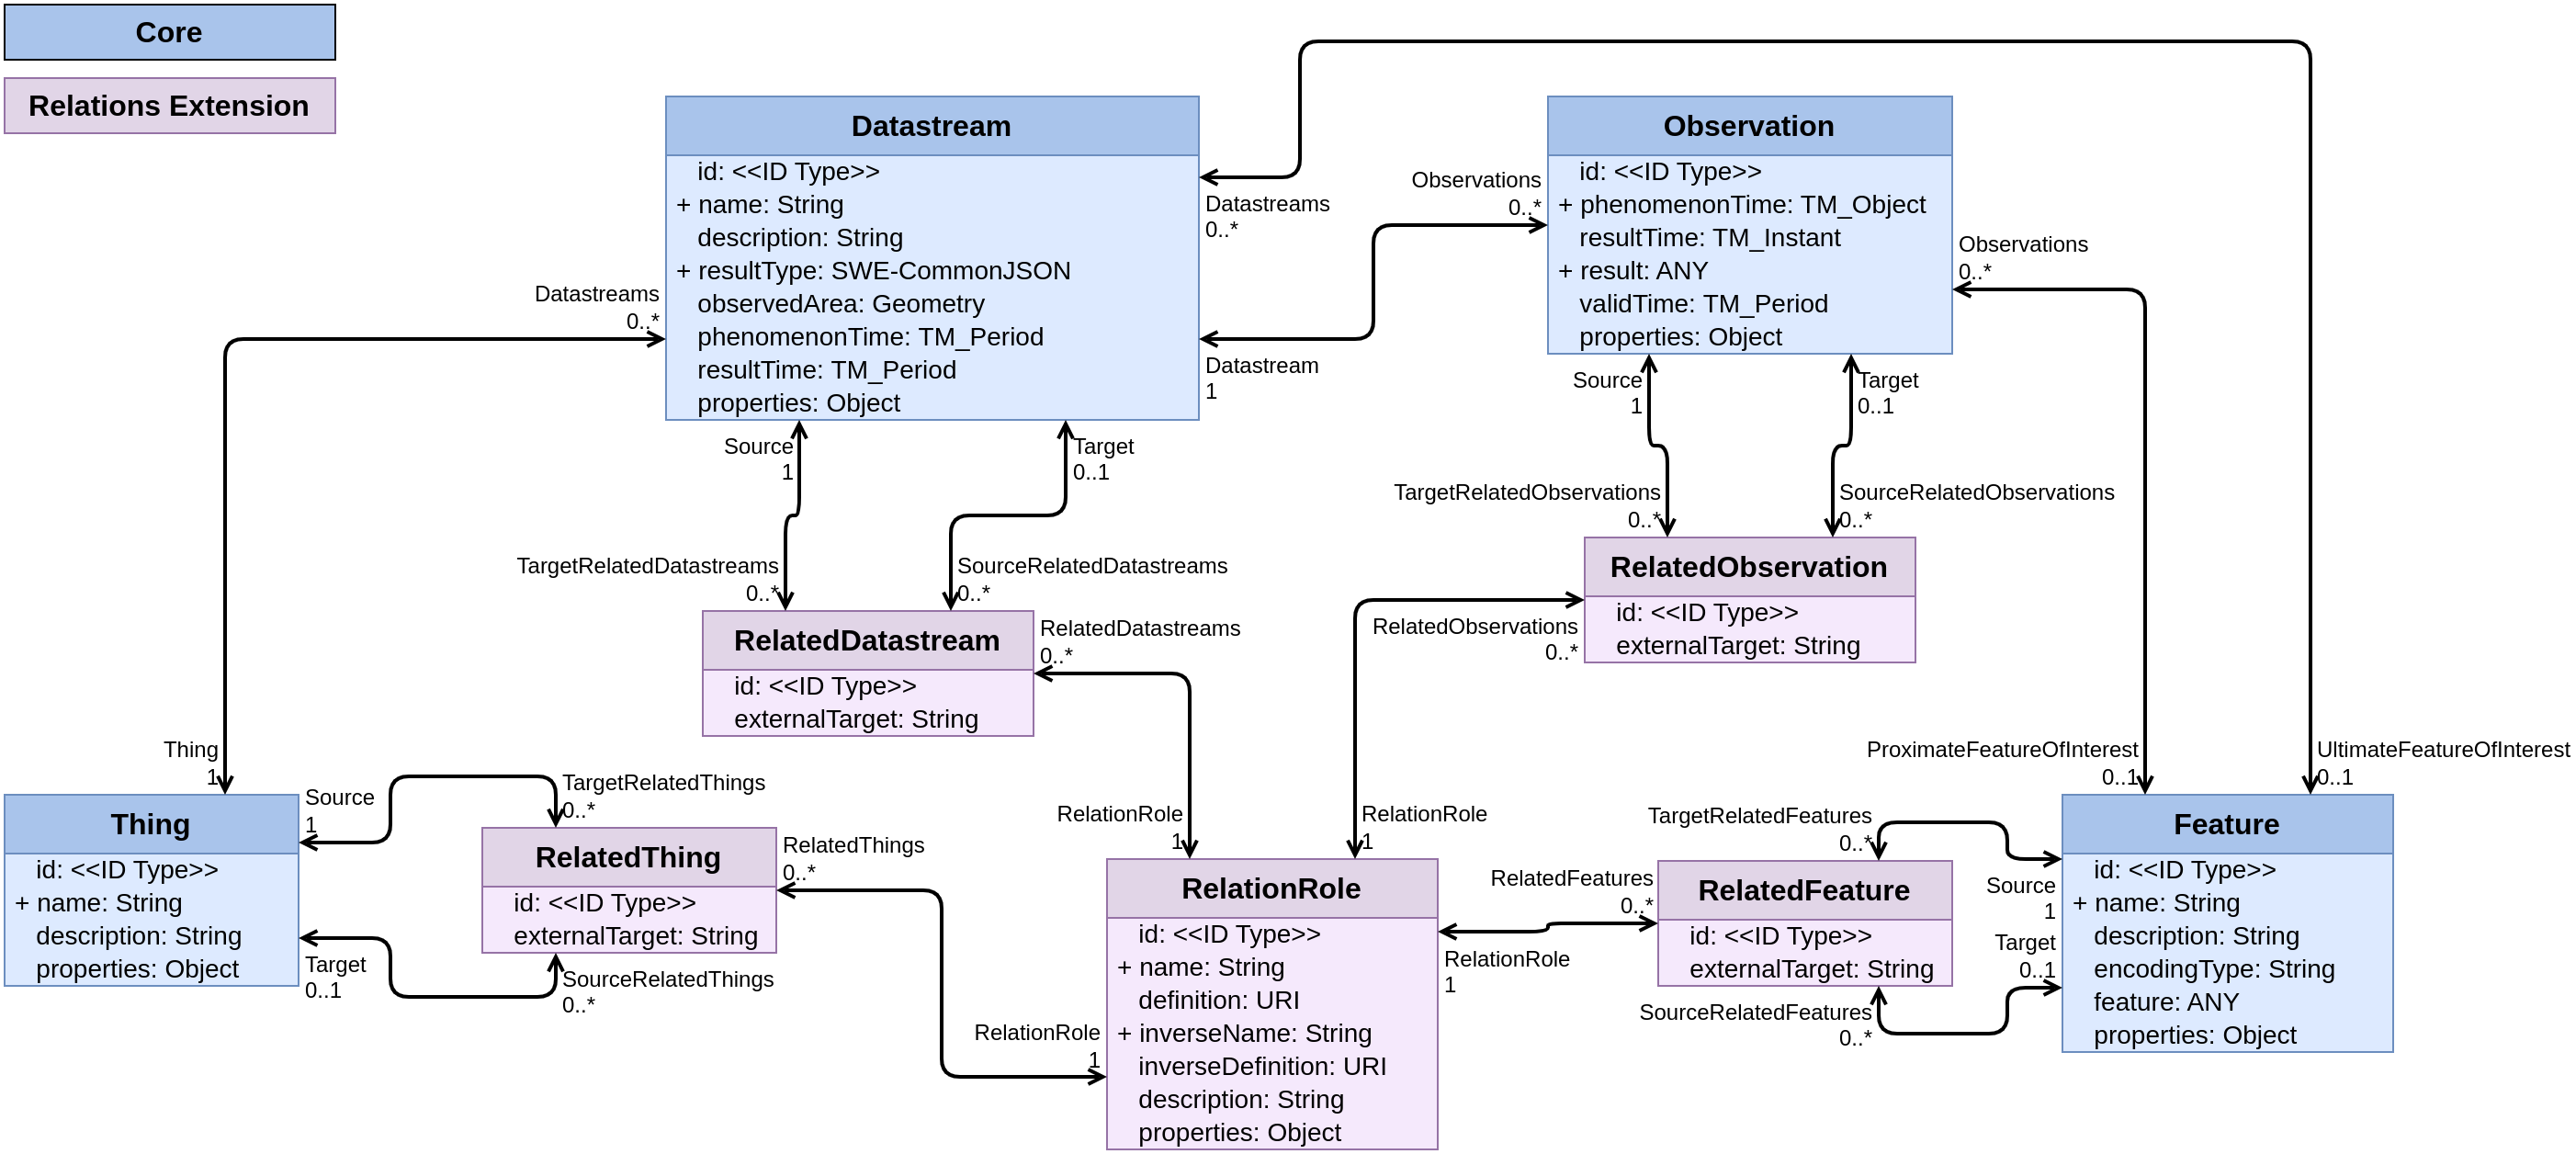 Core
Relations Extension
Datastream
id: <<ID Type>>
+ name: String
description: String
+ resultType: SWE-CommonJSON
observedArea: Geometry
phenomenonTime: TM_Period
resultTime: TM_Period
properties: Object
Datastreams
0..*
Datastreams
0..*
Datastream
1
Source
1
Target
0..1
Observation
id: <<ID Type>>
+ phenomenonTime: TM_Object
resultTime: TM_Instant
+ result: ANY
validTime: TM_Period
properties: Object
Observations
0..*
Observations
0..*
Source
1
Target
0..1
TargetRelatedObservations
0..*
SourceRelatedObservations
0..*
RelatedObservation
id: <<ID Type>>
externalTarget: String
RelatedObservations
0..*
TargetRelatedDatastreams
0..*
SourceRelatedDatastreams
0..*
RelatedDatastream
id: <<ID Type>>
externalTarget: String
RelatedDatastreams
0..*
Thing
1
Thing
id: <<ID Type>>
+ name: String
description: String
properties: Object
Source
1
Target
0..1
TargetRelatedThings
0..*
RelatedThing
id: <<ID Type>>
externalTarget: String
SourceRelatedThings
0..*
RelatedThings
0..*
RelationRole
1
RelationRole
1
RelationRole
1
RelationRole
id: <<ID Type>>
+ name: String
definition: URI
+ inverseName: String
inverseDefinition: URI
description: String
properties: Object
RelationRole
1
RelatedFeatures
0..*
TargetRelatedFeatures
0..*
RelatedFeature
id: <<ID Type>>
externalTarget: String
SourceRelatedFeatures
0..*
ProximateFeatureOfInterest
0..1
UltimateFeatureOfInterest
0..1
Source
1
Target
0..1
Feature
id: <<ID Type>>
+ name: String
description: String
encodingType: String
feature: ANY
properties: Object